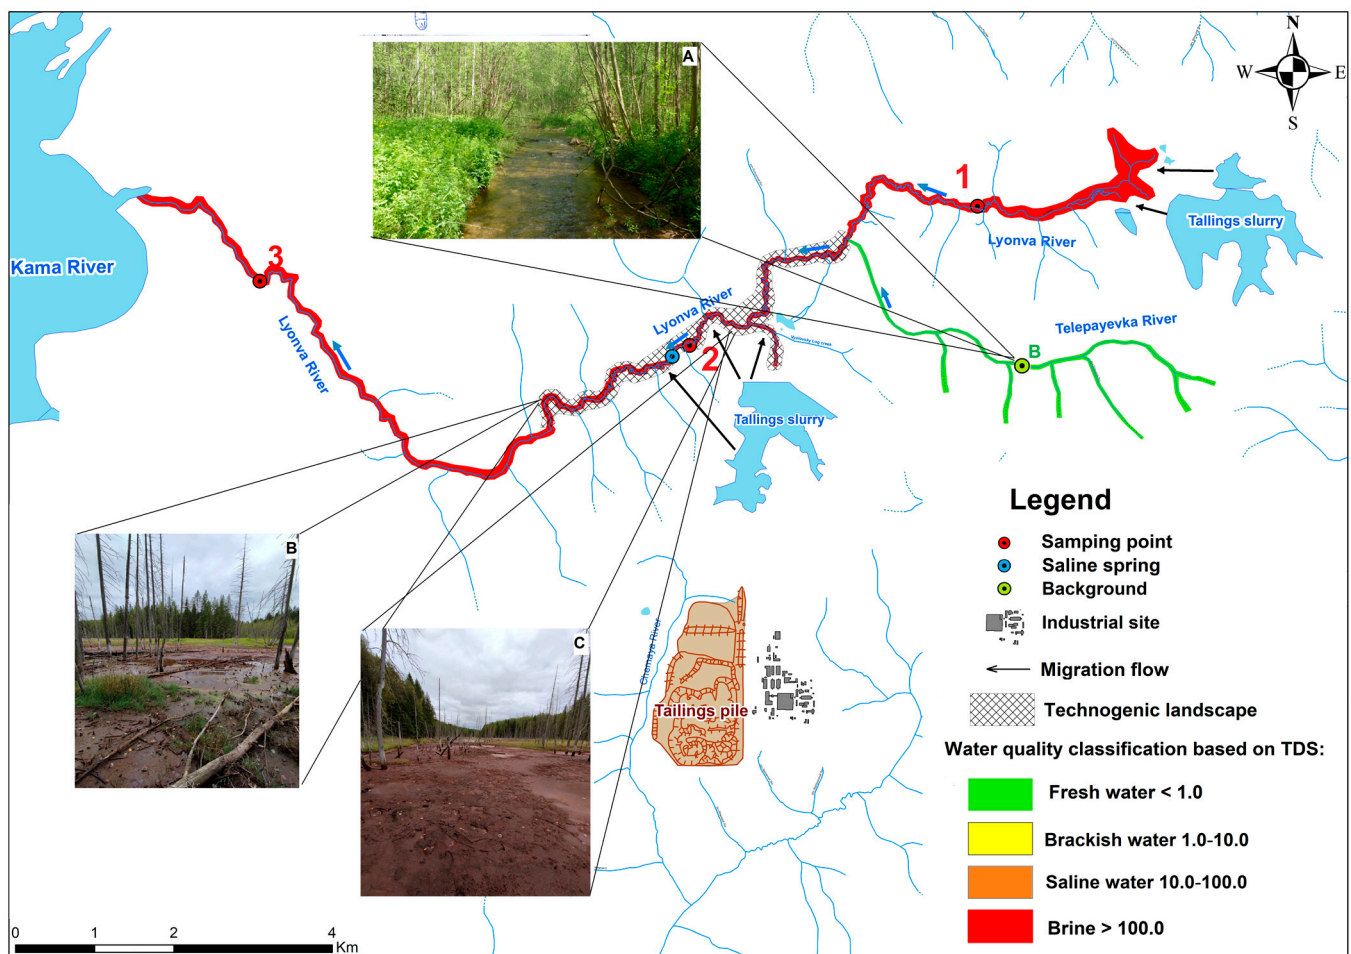 A
N
W
E
S
1
Tallings slurry
Lyonva River
3
Kama River
Lyonva River
Telepayevka River
B
2
Lyonva River
Tallings slurry
B
C
Tailings pile
Legend
Samping point
Saline spring
Background
Industrial site
Migration flow
Technogenic landscape
Water quality classification based on TDS:
Fresh water < 1.0
Brackish water 1.0-10.0
Saline water 10.0-100.0
Brine > 100.0
0 1 2 4
Km